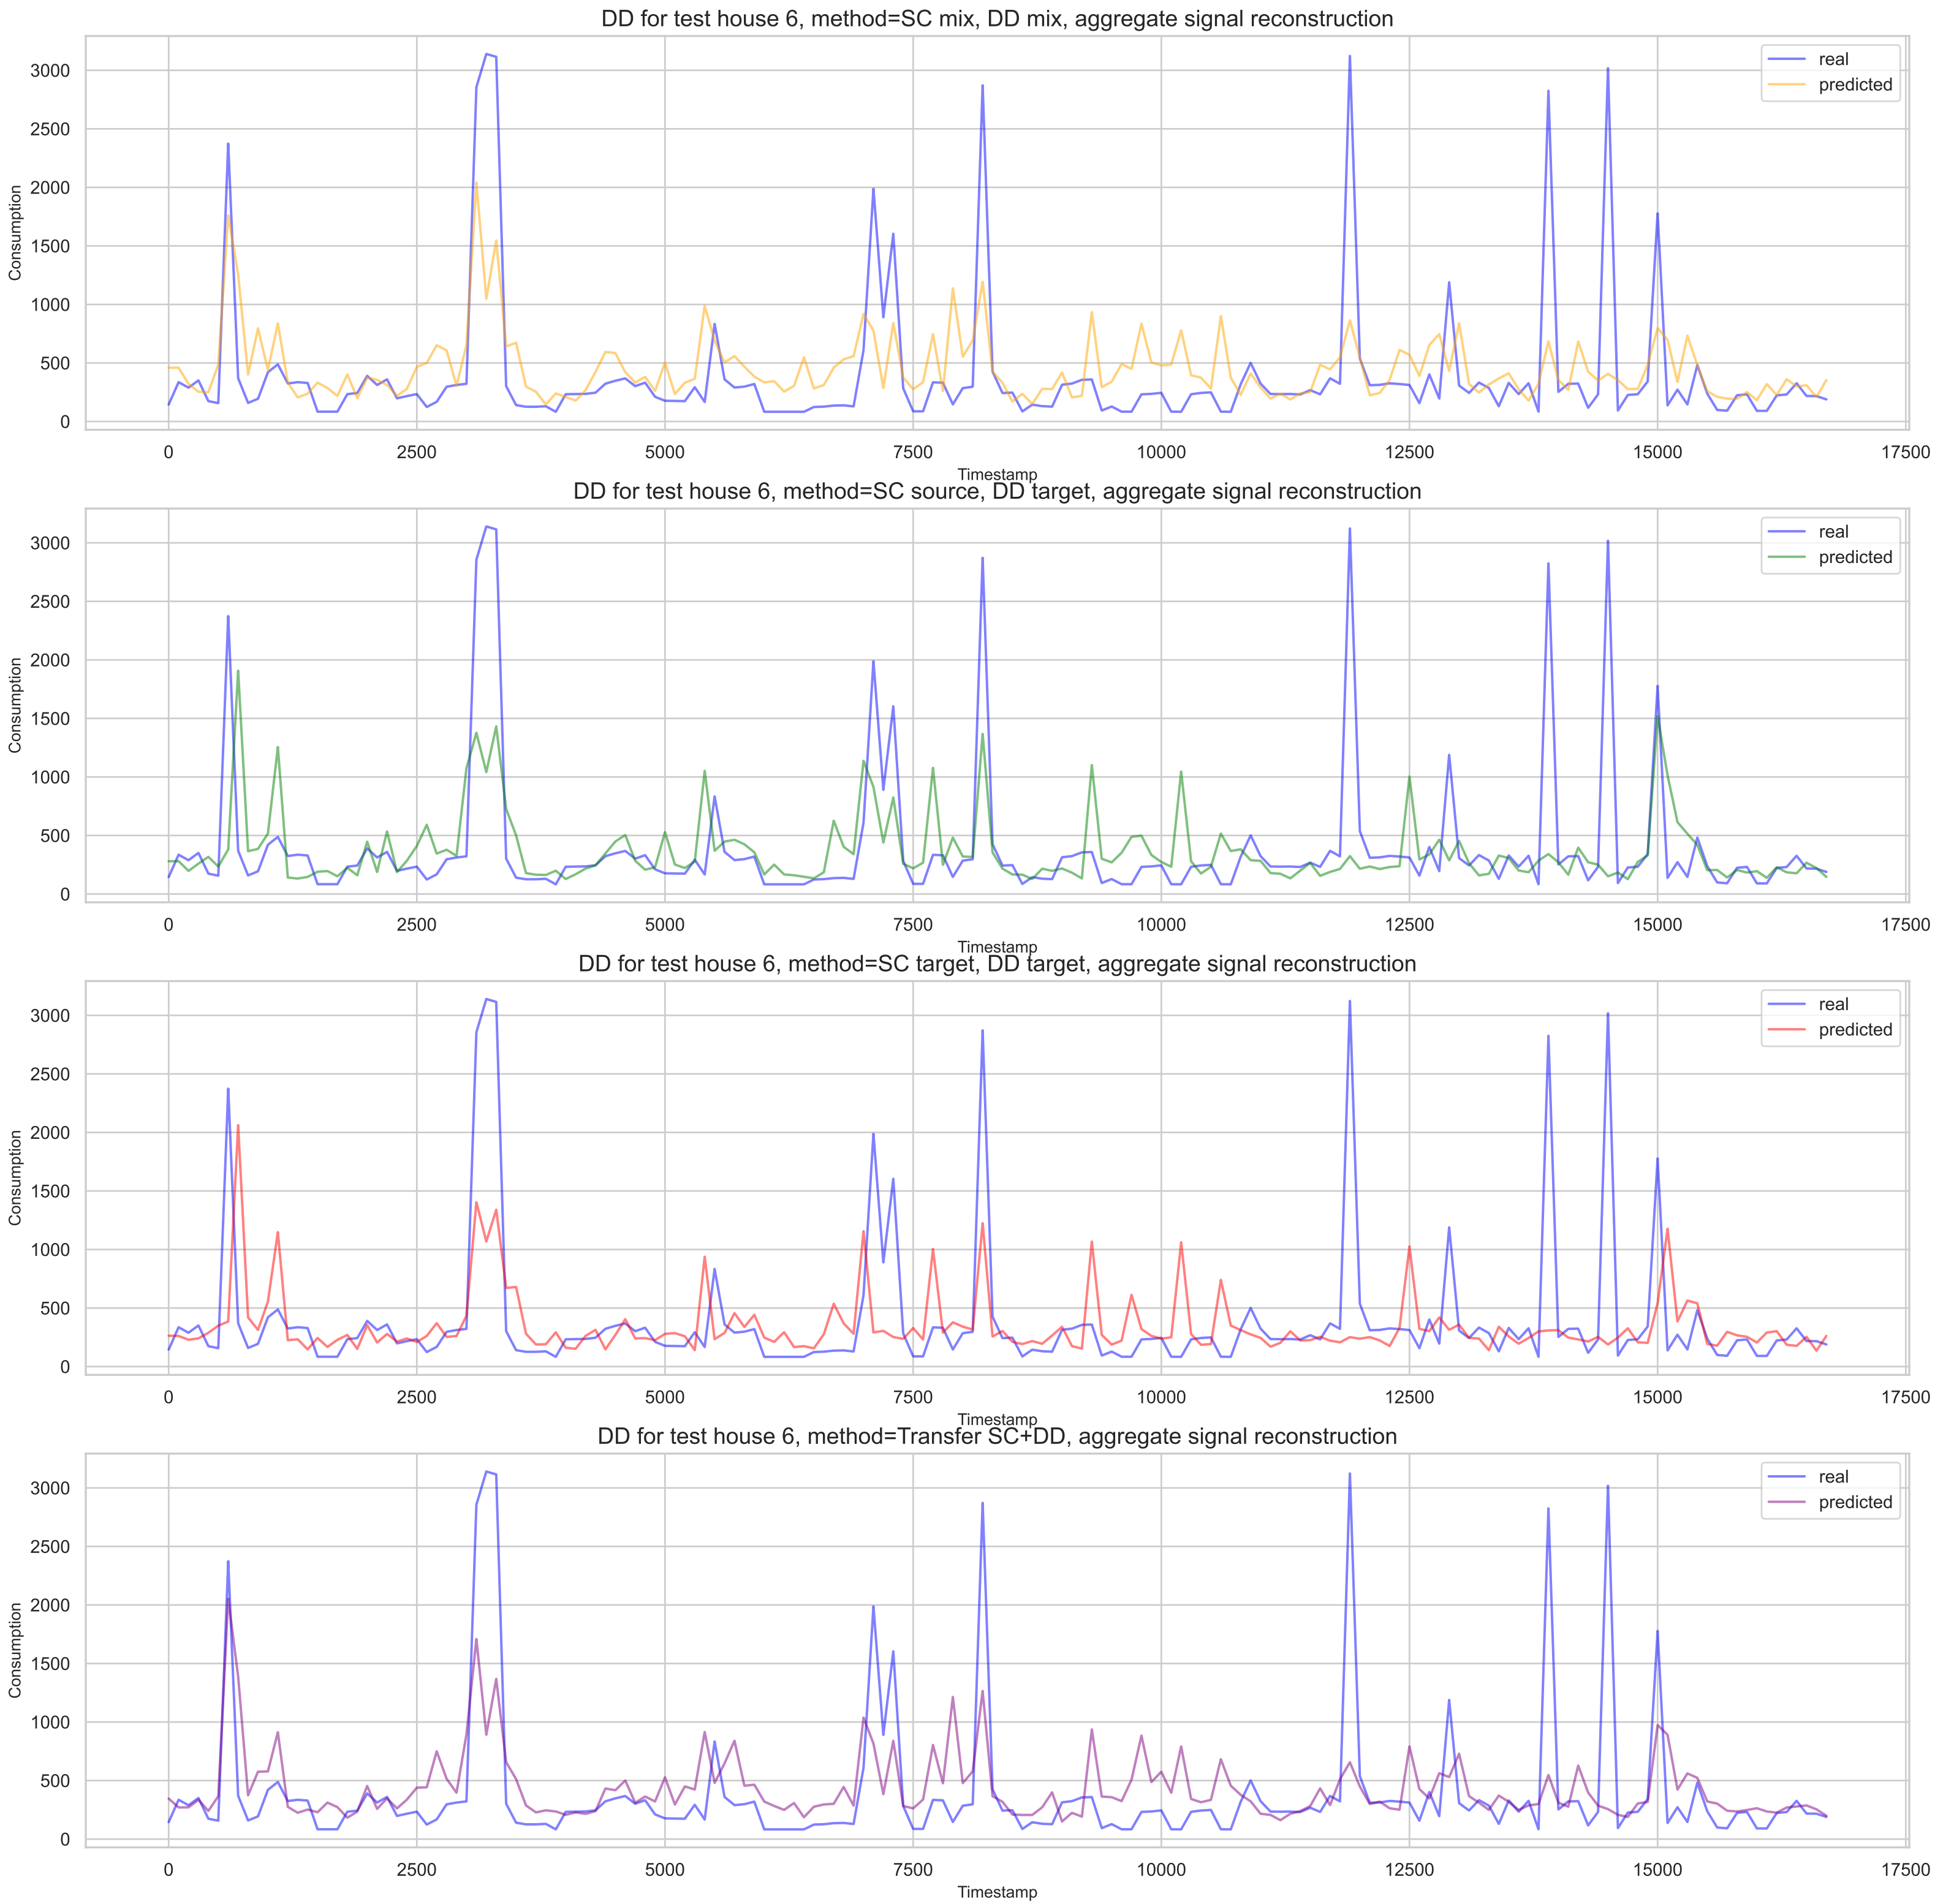 DD for test house 6, method=SC mix, DD mix, aggregate signal reconstruction
real
predicted
3000
2500
2000
1500
1000
500
0
Consumption
0 2500 5000 7500 10000 12500 15000 17500
Timestamp
DD for test house 6, method=SC source, DD target, aggregate signal reconstruction
real
predicted
3000
2500
2000
1500
1000
500
0
Consumption
0 2500 5000 7500 10000 12500 15000 17500
Timestamp
DD for test house 6, method=SC target, DD target, aggregate signal reconstruction
real
predicted
3000
2500
2000
1500
1000
500
0
Consumption
0 2500 5000 7500 10000 12500 15000 17500
Timestamp
DD for test house 6, method=Transfer SC+DD, aggregate signal reconstruction
real
predicted
3000
2500
2000
1500
1000
500
0
Consumption
0 2500 5000 7500 10000 12500 15000 17500
Timestamp